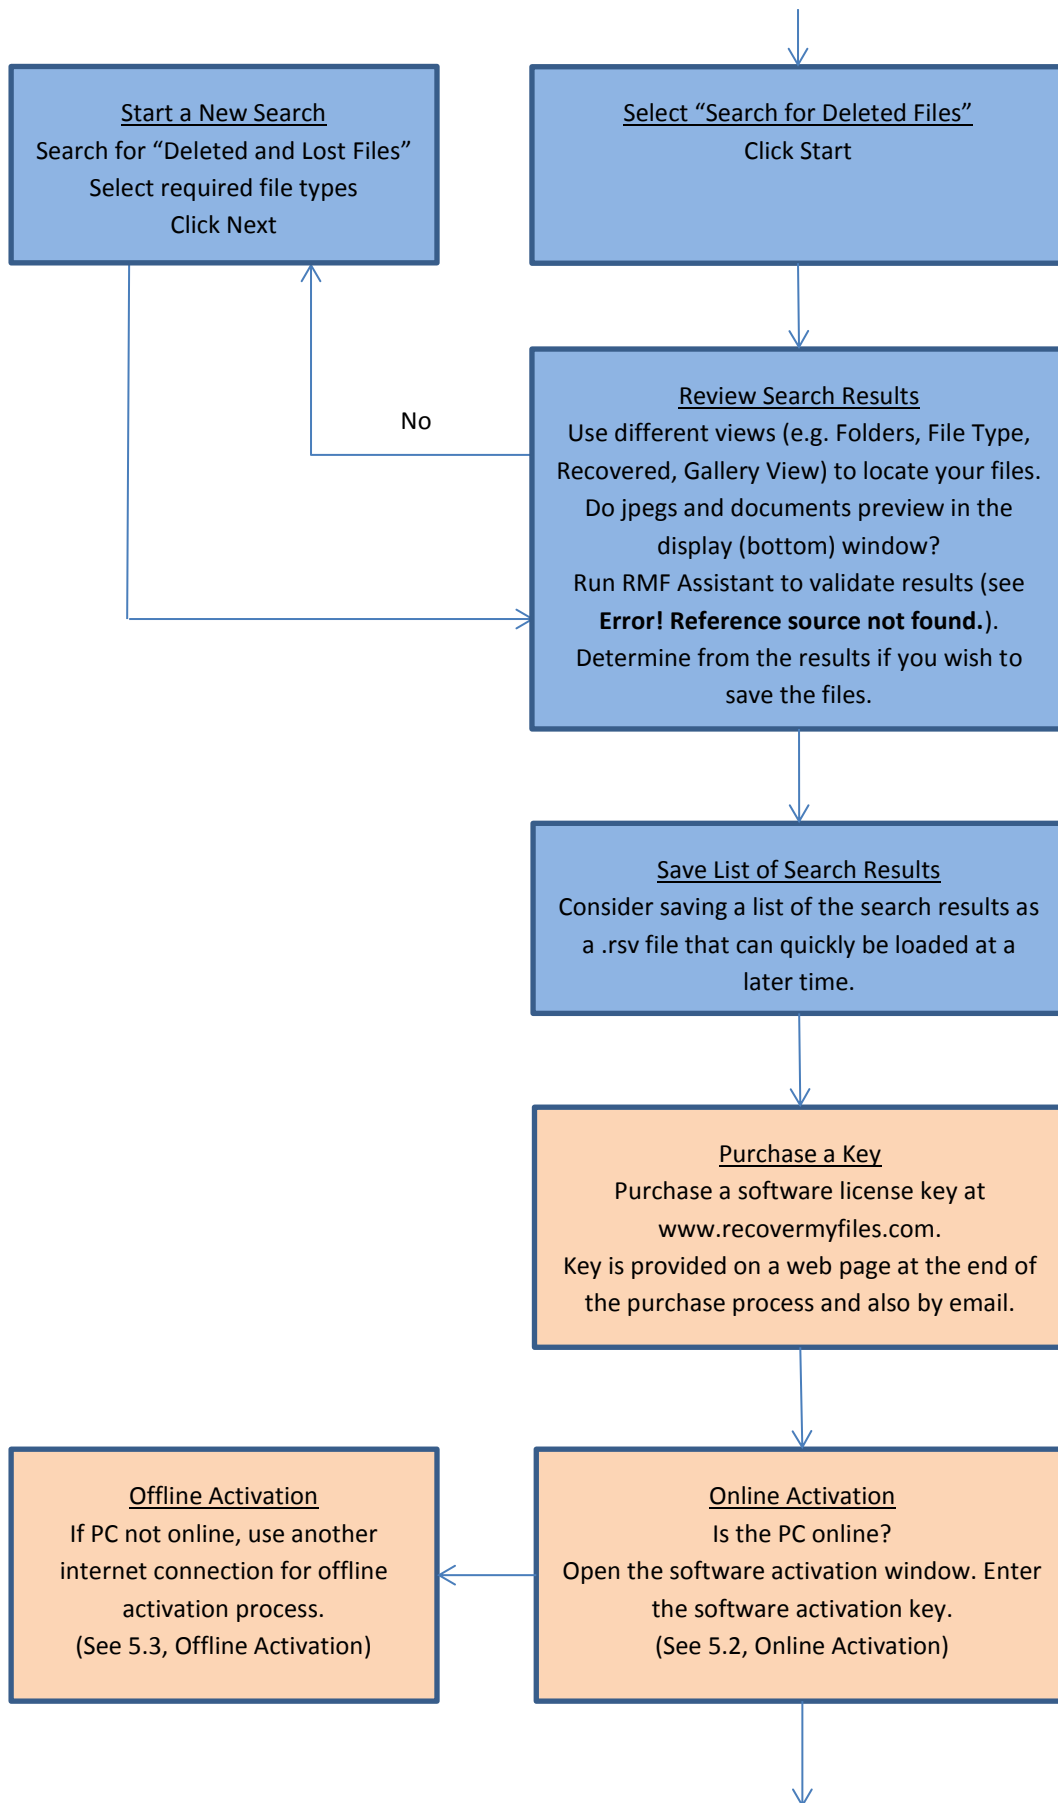 Start a New Search
Search for “Deleted and Lost Files”
Select required file types
Click Next
Select “Search for Deleted Files”
Click Start
No
Review Search Results
Use different views (e.g. Folders, File Type,
Recovered, Gallery View) to locate your files.
Do jpegs and documents preview in the
display (bottom) window?
Run RMF Assistant to validate results (see
Error! Reference source not found.).
Determine from the results if you wish to
save the files.
Save List of Search Results
Consider saving a list of the search results as
a .rsv file that can quickly be loaded at a
later time.
Purchase a Key
Purchase a software license key at
www.recovermyfiles.com.
Key is provided on a web page at the end of
the purchase process and also by email.
Offline Activation
If PC not online, use another
internet connection for offline
activation process.
(See 5.3, Offline Activation)
Online Activation
Is the PC online?
Open the software activation window. Enter
the software activation key.
(See 5.2, Online Activation)